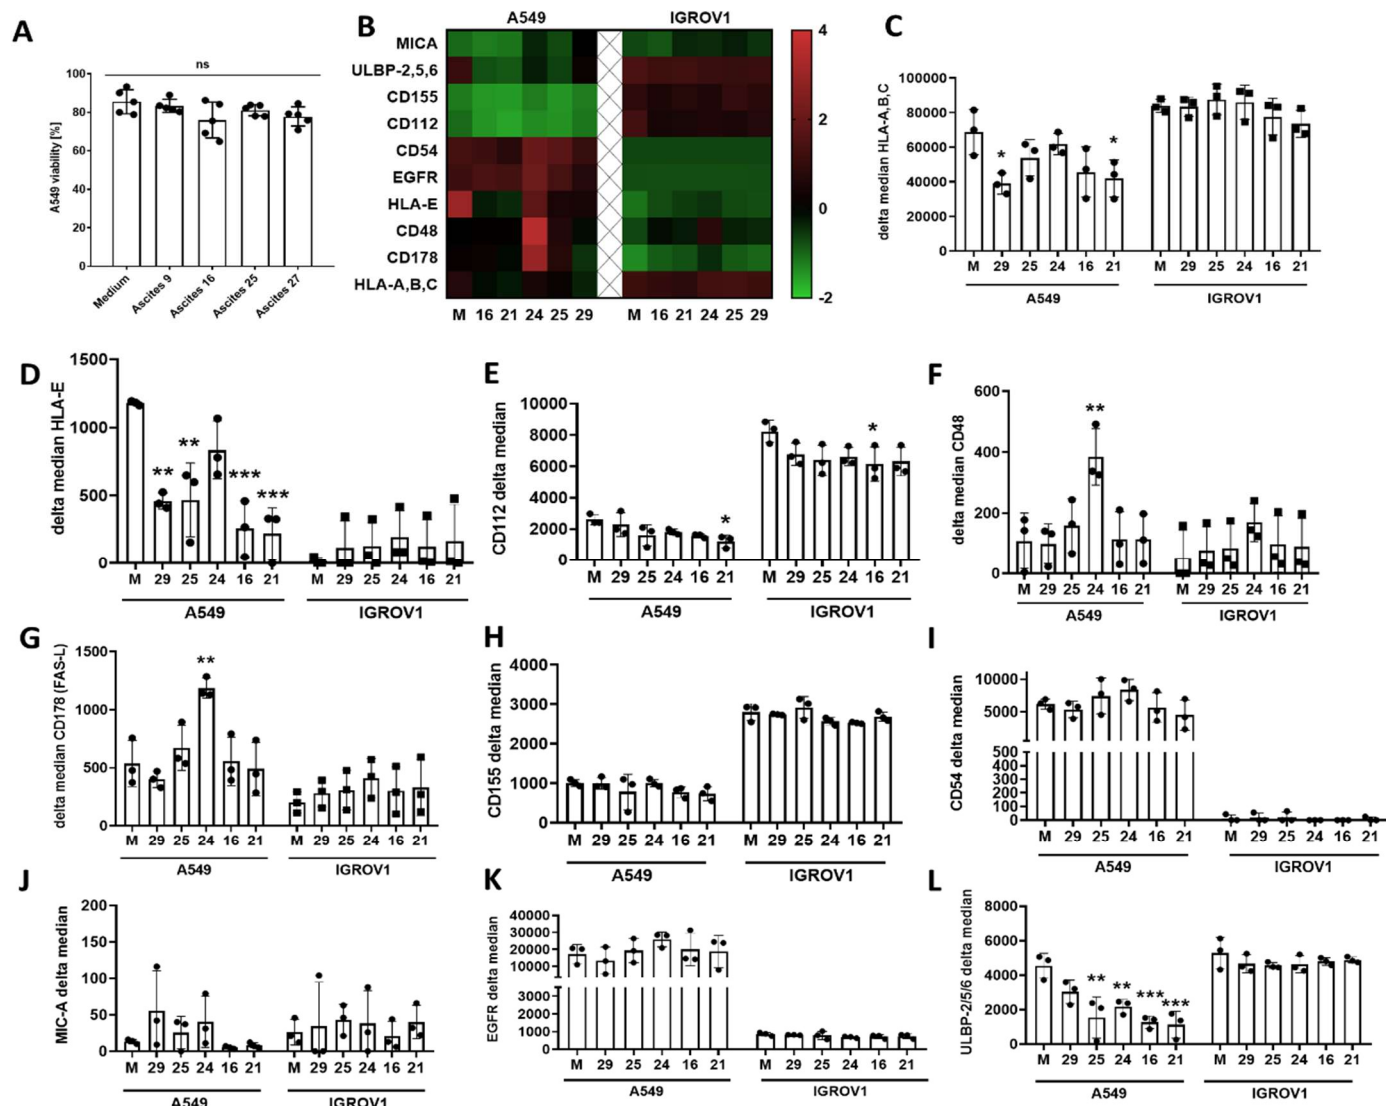 A
A549 viability [%]
ns
100
80
60
40
20
0
Medium
Ascites 9
Ascites 16
Ascites 25
Ascites 27
B
A549 IGROV1
MICA
ULBP-2,5,6
CD155
CD112
CD54
EGFR
HLA-E
CD48
CD178
HLA-A,B,C
M 16 21 24 25 29 M 16 21 24 25 29
4
2
0
-2
C
delta median HLA-A,B,C
100000
80000
60000
40000
20000
0
* *
M 29 25 24 16 21 M 29 25 24 16 21
A549 IGROV1
D
delta median HLA-E
1500
1000
500
0
** ** *** ***
M 29 25 24 16 21 M 29 25 24 16 21
A549 IGROV1
E
CD112 delta median
10000
8000
6000
4000
2000
0
* *
M 29 25 24 16 21 M 29 25 24 16 21
A549 IGROV1
F
delta median CD48
600
400
200
0
**
M 29 25 24 16 21 M 29 25 24 16 21
A549 IGROV1
G
delta median CD178 (FAS-L)
1500
1000
500
0
**
M 29 25 24 16 21 M 29 25 24 16 21
A549 IGROV1
H
CD155 delta median
4000
3000
2000
1000
0
M 29 25 24 16 21 M 29 25 24 16 21
A549 IGROV1
I
CD54 delta median
10000
5000
500
400
300
200
100
0
M 29 25 24 16 21 M 29 25 24 16 21
A549 IGROV1
J
MIC-A delta median
200
150
100
50
0
M 29 25 24 16 21 M 29 25 24 16 21
A549 IGROV1
K
EGFR delta median
40000
30000
20000
10000
3000
2000
1000
0
M 29 25 24 16 21 M 29 25 24 16 21
A549 IGROV1
L
ULBP-2/5/6 delta median
8000
6000
4000
2000
0
** ** *** ***
M 29 25 24 16 21 M 29 25 24 16 21
A549 IGROV1